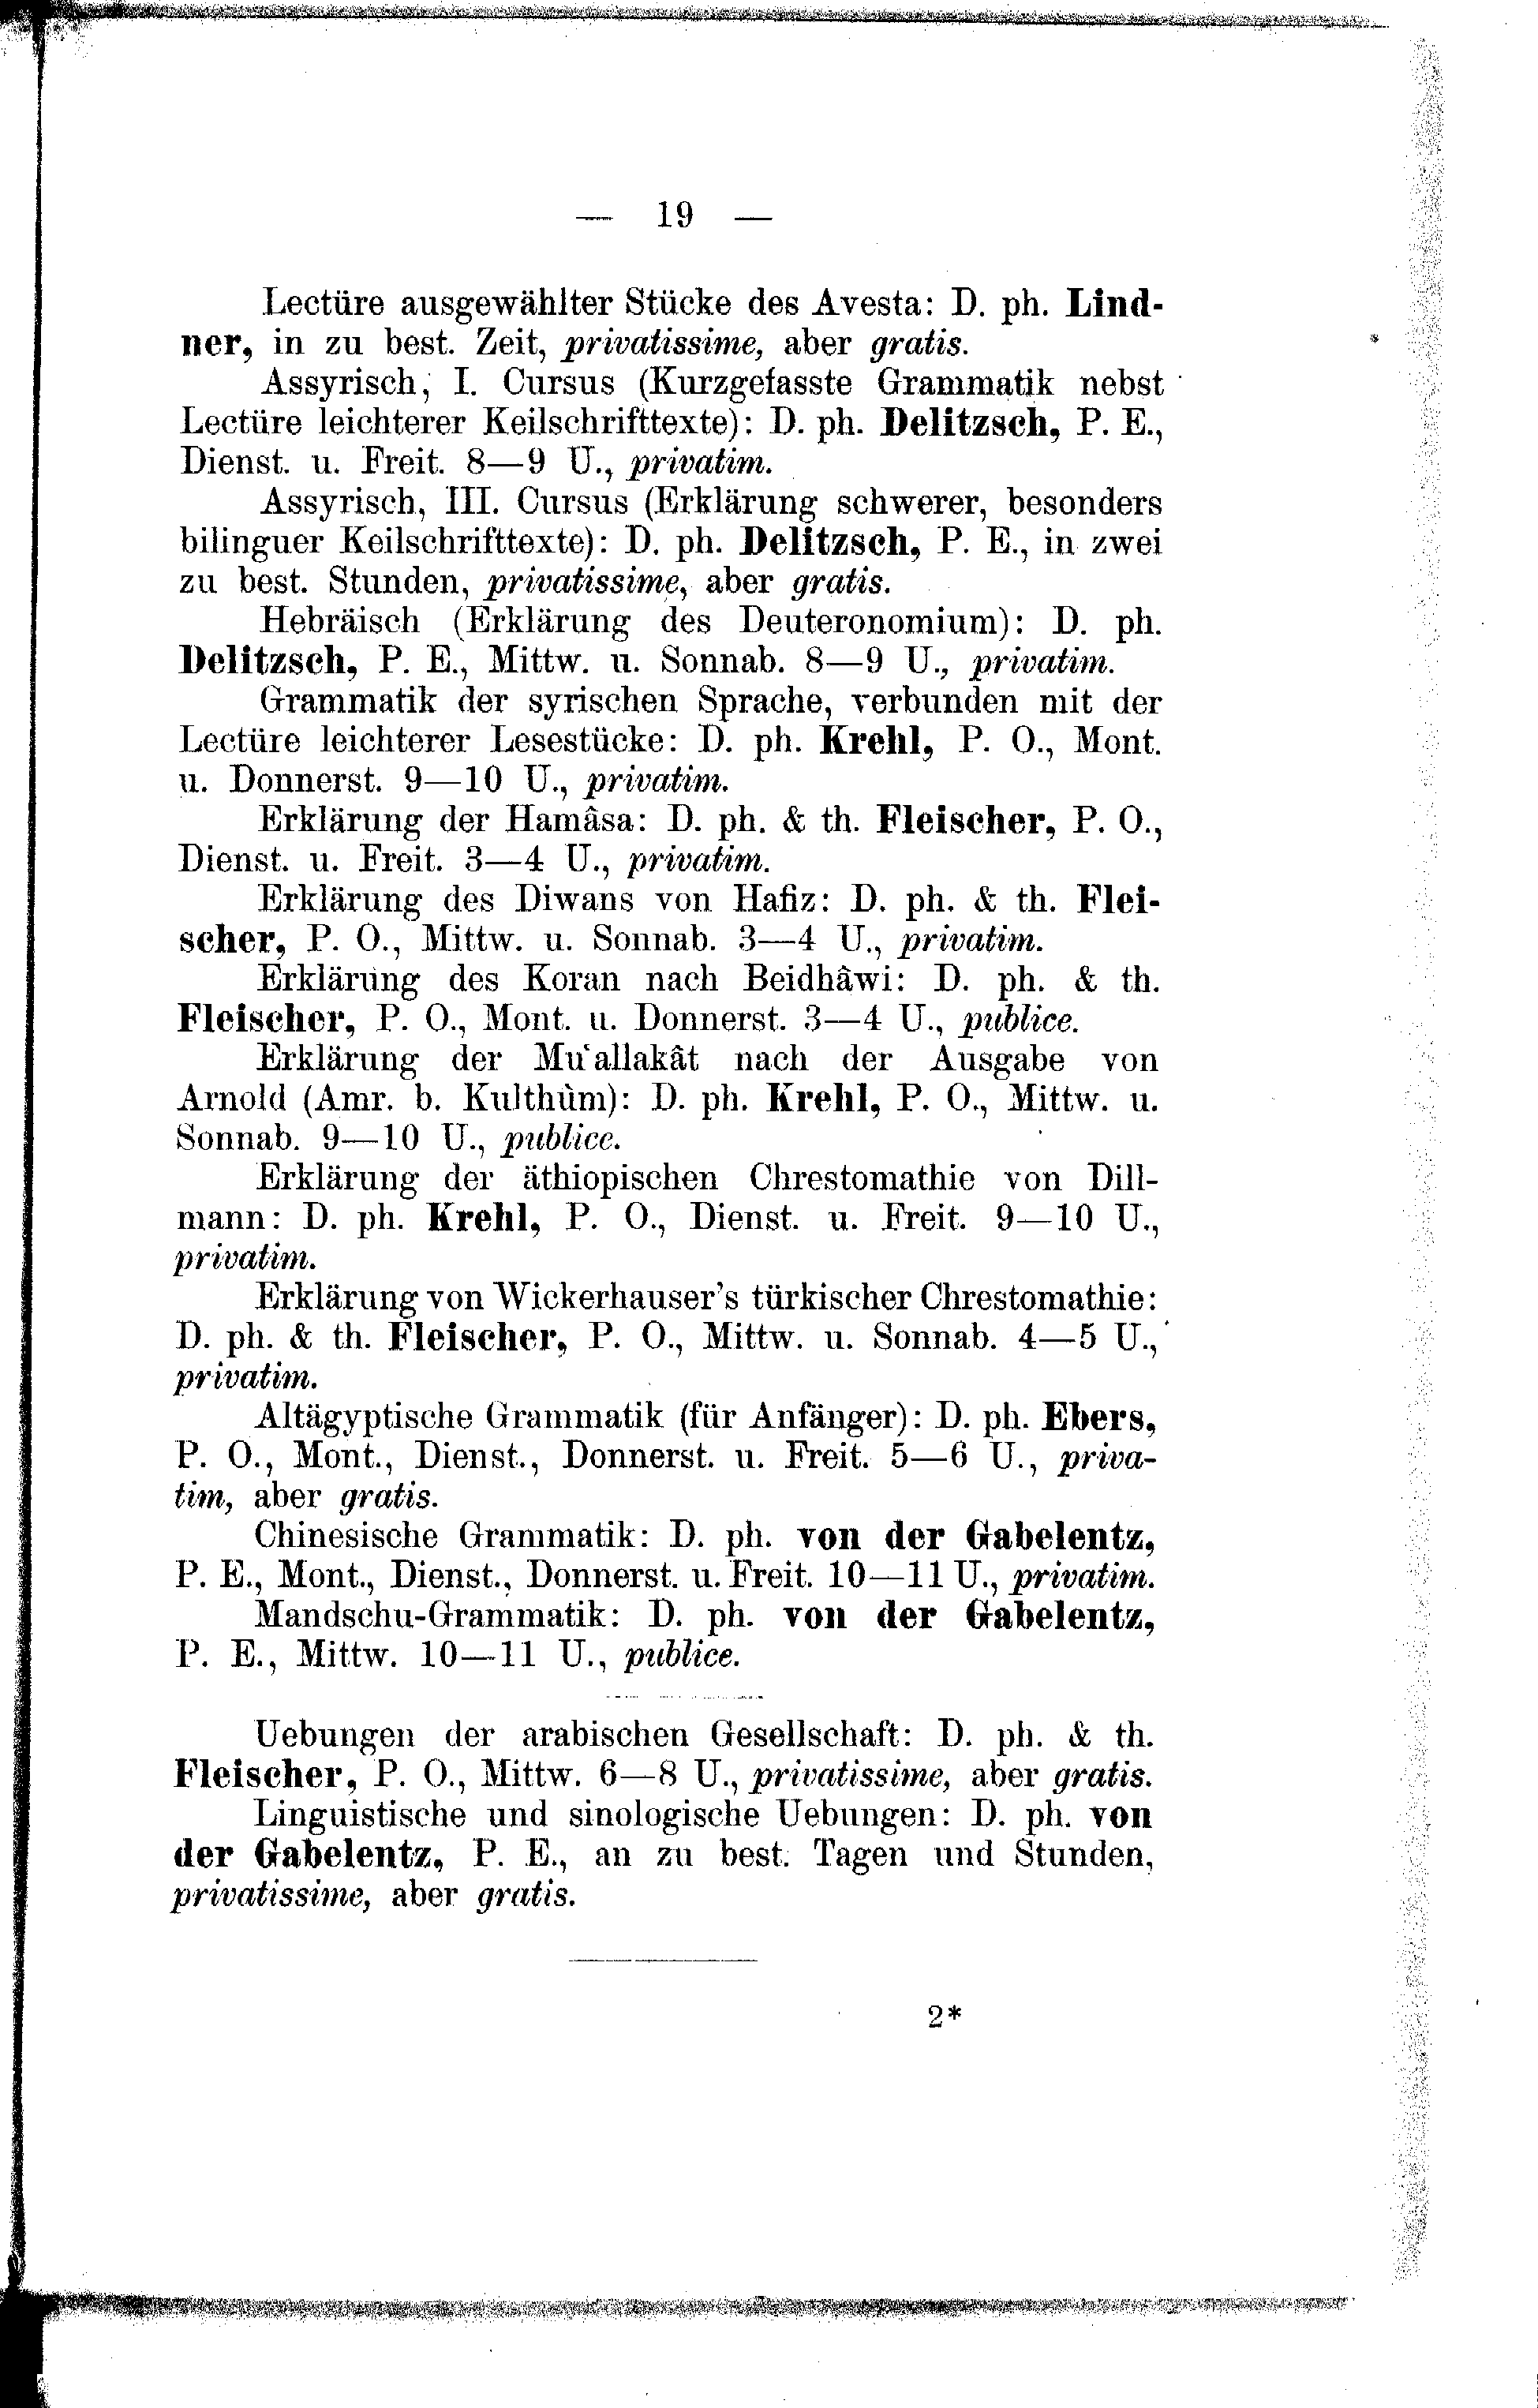 — 19 —
Lectüre ausgewählter Stücke des Avesta: D. ph. Lind-
ner, in zu best. Zeit, privatissime, aber gratis.
Assyrisch, I. Cursus (Kurzgefasste Grammatik nebst
Lectüre leichterer Keilschrifttexte): D. ph. Delitzsch, P. E.,
Dienst. u. Freit. 8—9 U., privatim.
Assyrisch, III. Cursus (Erklärung schwerer, besonders
bilinguer Keilschrifttexte): D. ph. Delitzsch, P. E., in zwei
zu best. Stunden, privatissime, aber gratis.
Hebräisch (Erklärung des Deuteronomium): D. ph.
Delitzsch, P. E., Mittw. u. Sonnab. 8—9 U., privatim.
Grammatik der syrischen Sprache, verbunden mit der
Lectüre leichterer Lesestücke: D. ph. Krehl, P. O., Mont.
u. Donnerst. 9—10 U., privatim.
Erklärung der Hamâsa: D. ph. & th. Fleischer, P. O.,
Dienst. u. Freit. 3—4 U., privatim.
Erklärung des Diwans von Hafiz: D. ph. & th. Flei-
scher, P. O., Mittw. u. Sonnab. 3—4 U., privatim.
Erklärung des Koran nach Beidhâwi: D. ph. & th.
Fleischer, P. O., Mont. u. Donnerst. 3—4 U., publice.
Erklärung der Mu‘allakât nach der Ausgabe von
Arnold (Amr. b. Kulthûm): D. ph. Krehl, P. O., Mittw. u.
Sonnab. 9—10 U., publice.
Erklärung der äthiopischen Chrestomathie von Dill-
mann: D. ph. Krehl, P. O., Dienst. u. Freit. 9—10 U.,
privatim.
Erklärung von Wickerhauser's türkischer Chrestomathie:
D. ph. & th. Fleischer, P. O., Mittw. u. Sonnab. 4—5 U.,
privatim.
Altägyptische Grammatik (für Anfänger): D. ph. Ebers,
P. O., Mont., Dienst., Donnerst. u. Freit. 5—6 U., priva-
tim, aber gratis.
Chinesische Grammatik: D. ph. von der Gabelentz,
P. E., Mont., Dienst., Donnerst. u. Freit. 10—11 U., privatim.
Mandschu-Grammatik: D. ph. von der Gabelentz,
P. E., Mittw. 10—11 U., publice.
Uebungen der arabischen Gesellschaft: D. ph. & th.
Fleischer, P. O., Mittw. 6—8 U., privatissime, aber gratis.
Linguistische und sinologische Uebungen: D. ph. von
der Gabelentz, P. E., an zu best. Tagen und Stunden,
privatissime, aber gratis.
2*